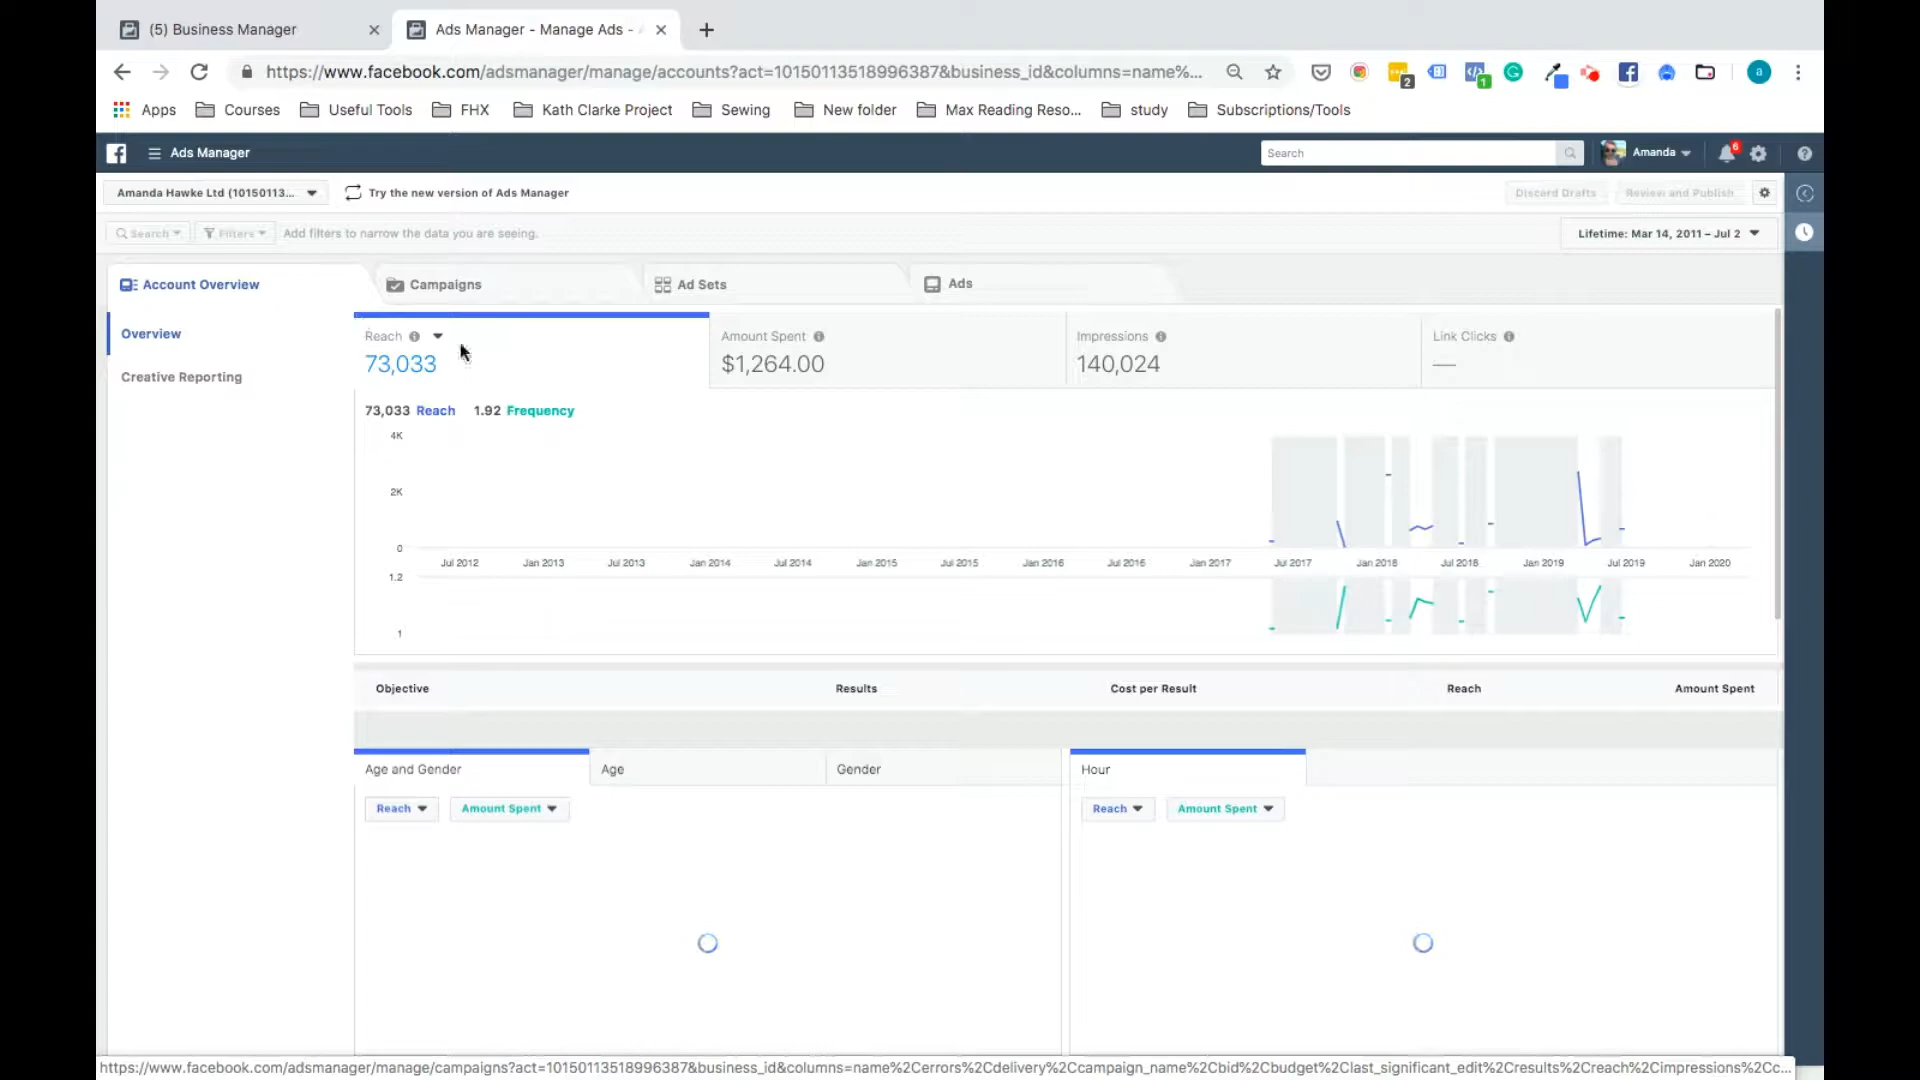 (5) Business Manager
Ads Manager - Manage Ads -
https://www.facebook.com/adsmanager/manage/accounts?act=10150113518996387&business_id&columns=name%...
2
1
a
Apps
Courses
Useful Tools
FHX
Kath Clarke Project
Sewing
New folder
Max Reading Reso...
study
Subscriptions/Tools
Ads Manager
Search
Amanda
6
Amanda Hawke Ltd (10150113...
Try the new version of Ads Manager
Discard Drafts
Review and Publish
Search
Filters
Add filters to narrow the data you are seeing.
Lifetime: Mar 14, 2011 – Jul 2
Account Overview
Campaigns
Ad Sets
Ads
Overview
Creative Reporting
Reach
73,033
Amount Spent
$1,264.00
Impressions
140,024
Link Clicks
—
73,033 Reach 1.92 Frequency
4K
2K
0
Jul 2012 Jan 2013 Jul 2013 Jan 2014 Jul 2014 Jan 2015 Jul 2015 Jan 2016 Jul 2016 Jan 2017 Jul 2017 Jan 2018 Jul 2018 Jan 2019 Jul 2019 Jan 2020
1.2
1
Objective Results Cost per Result Reach Amount Spent
Age and Gender
Age
Gender
Hour
Reach
Amount Spent
Reach
Amount Spent
https://www.facebook.com/adsmanager/manage/campaigns?act=10150113518996387&business_id&columns=name%2Cerrors%2Cdelivery%2Ccampaign_name%2Cbid%2Cbudget%2Clast_significant_edit%2Cresults%2Creach%2Cimpressions%2Cc...